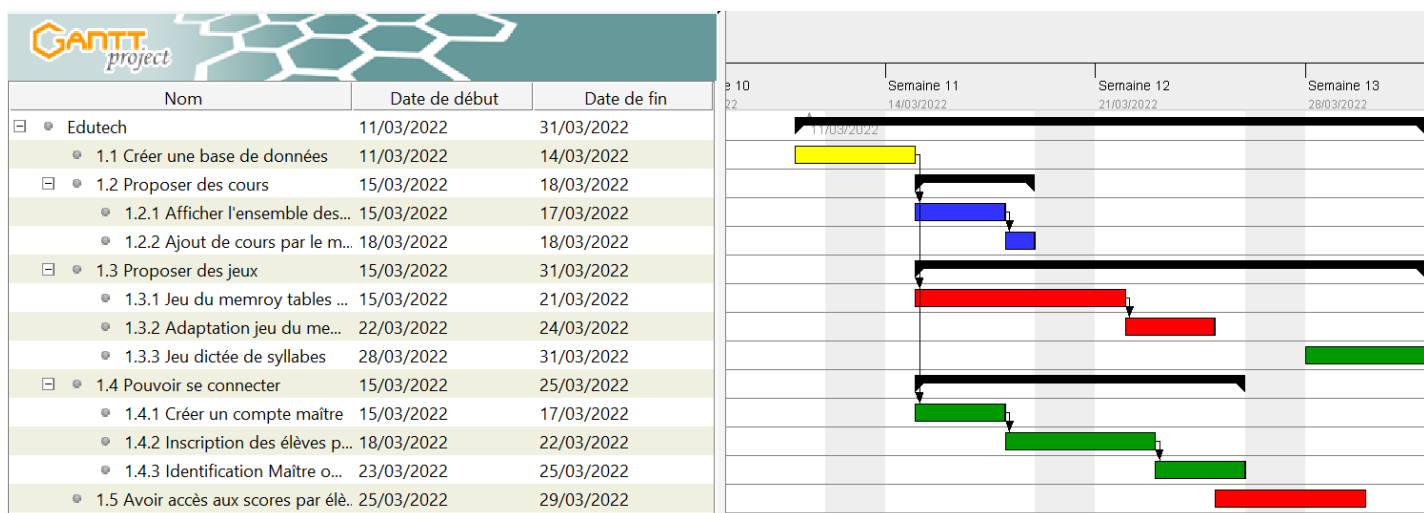 GANTT
project
Nom Date de début Date de fin
Edutech 11/03/2022 31/03/2022
1.1 Créer une base de données 11/03/2022 14/03/2022
1.2 Proposer des cours 15/03/2022 18/03/2022
1.2.1 Afficher l'ensemble des... 15/03/2022 17/03/2022
1.2.2 Ajout de cours par le m... 18/03/2022 18/03/2022
1.3 Proposer des jeux 15/03/2022 31/03/2022
1.3.1 Jeu du memroy tables ... 15/03/2022 21/03/2022
1.3.2 Adaptation jeu du me... 22/03/2022 24/03/2022
1.3.3 Jeu dictée de syllabes 28/03/2022 31/03/2022
1.4 Pouvoir se connecter 15/03/2022 25/03/2022
1.4.1 Créer un compte maître 15/03/2022 17/03/2022
1.4.2 Inscription des élèves p... 18/03/2022 22/03/2022
1.4.3 Identification Maître o... 23/03/2022 25/03/2022
1.5 Avoir accès aux scores par élè... 25/03/2022 29/03/2022
10 Semaine 11 Semaine 12 Semaine 13
22 14/03/2022 21/03/2022 28/03/2022
11/03/2022